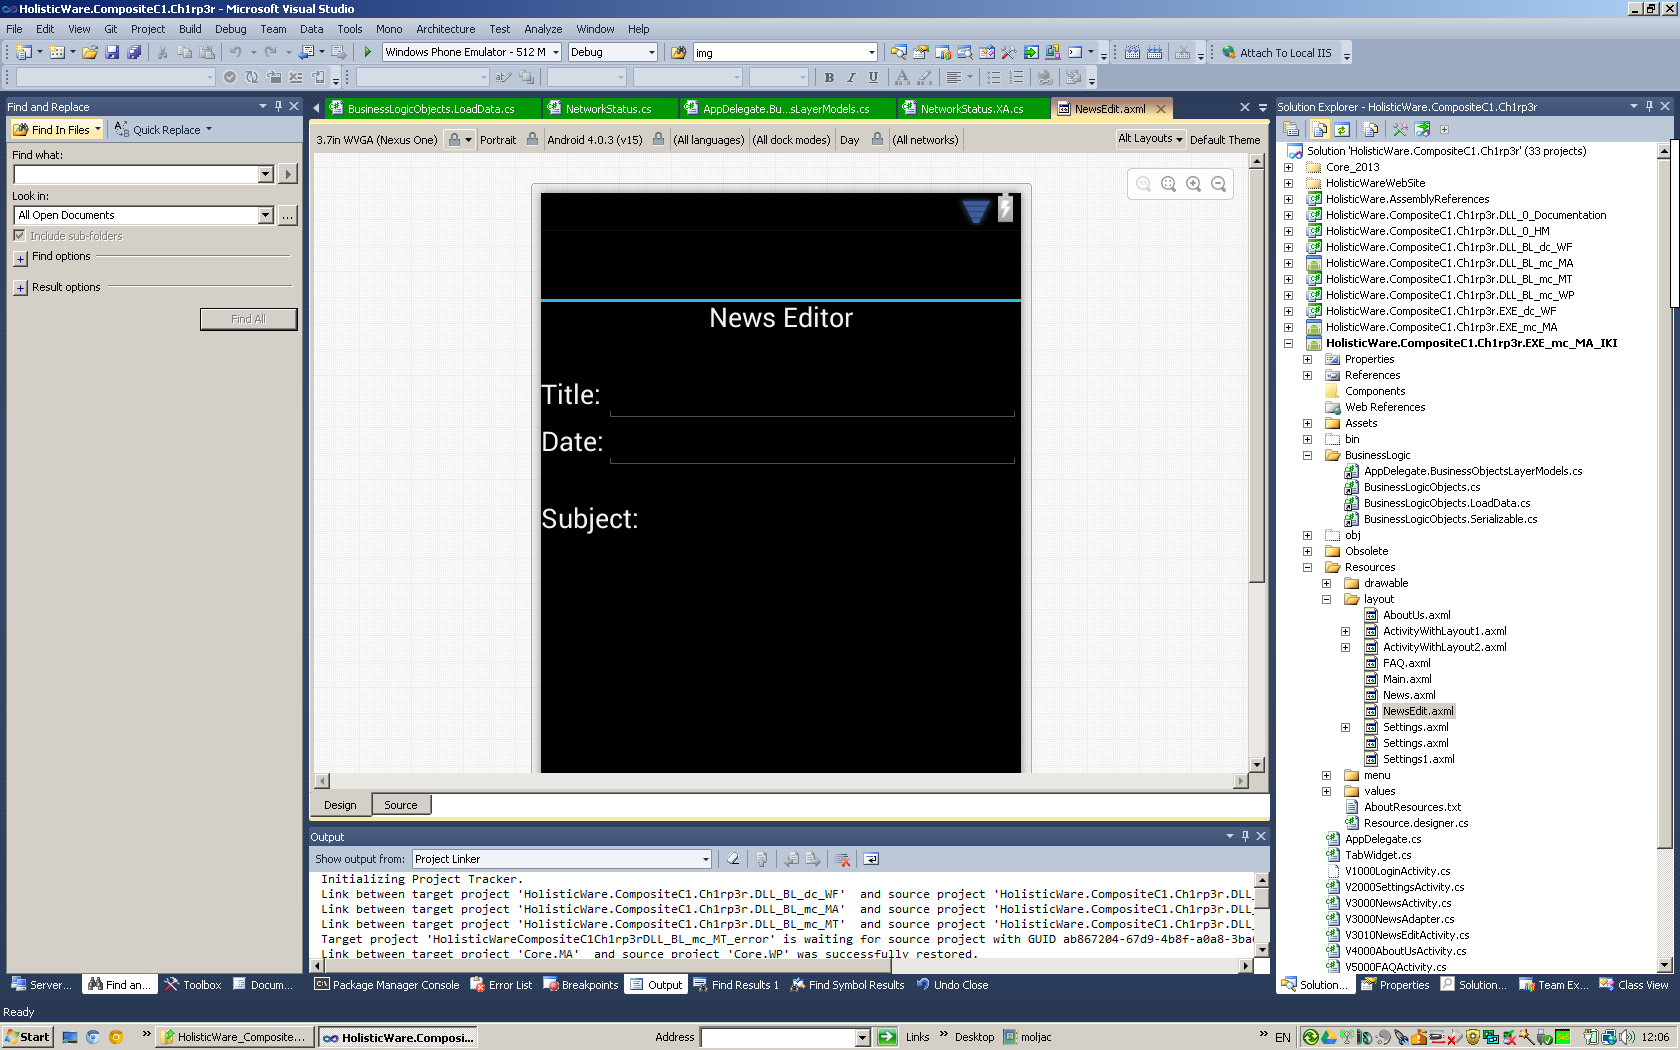 HolisticWare.CompositeC1.Ch1rp3r - Microsoft Visual Studio
File Edit View Git Project Build Debug Team Data Tools Mono Architecture Test Analyze Window Help
Windows Phone Emulator - 512 M Debug img Attach To Local IIS
B I U
Find and Replace
Find In Files Quick Replace
Find what:
Look in:
All Open Documents
...
Include sub-folders
Find options
Result options
Find All
BusinessLogicObjects.LoadData.cs NetworkStatus.cs AppDelegate.Bu...sLayerModels.cs NetworkStatus.XA.cs NewsEdit.axml
3.7in WVGA (Nexus One) Portrait Android 4.0.3 (v15) (All languages) (All dock modes) Day (All networks) Alt Layouts Default Theme
News Editor
Title:
Date:
Subject:
Design Source
Output
Show output from: Project Linker
Initializing Project Tracker.
Link between target project 'HolisticWare.CompositeC1.Ch1rp3r.DLL_BL_dc_WF' and source project 'HolisticWare.CompositeC1.Ch1rp3r.DLL_
Link between target project 'HolisticWare.CompositeC1.Ch1rp3r.DLL_BL_mc_MA' and source project 'HolisticWare.CompositeC1.Ch1rp3r.DLL_
Link between target project 'HolisticWare.CompositeC1.Ch1rp3r.DLL_BL_mc_MT' and source project 'HolisticWare.CompositeC1.Ch1rp3r.DLL_
Target project 'HolisticWareCompositeC1Ch1rp3rDLL_BL_mc_MT_error' is waiting for source project with GUID ab867204-67d9-4b8f-a0a8-3ba
Link between target project 'Core.MA' and source project 'Core.WP' was successfully restored.
Solution Explorer - HolisticWare.CompositeC1.Ch1rp3r
Solution 'HolisticWare.CompositeC1.Ch1rp3r' (33 projects)
Core_2013
HolisticWareWebSite
HolisticWare.AssemblyReferences
HolisticWare.CompositeC1.Ch1rp3r.DLL_0_Documentation
HolisticWare.CompositeC1.Ch1rp3r.DLL_0_HM
HolisticWare.CompositeC1.Ch1rp3r.DLL_BL_dc_WF
HolisticWare.CompositeC1.Ch1rp3r.DLL_BL_mc_MA
HolisticWare.CompositeC1.Ch1rp3r.DLL_BL_mc_MT
HolisticWare.CompositeC1.Ch1rp3r.DLL_BL_mc_WP
HolisticWare.CompositeC1.Ch1rp3r.EXE_dc_WF
HolisticWare.CompositeC1.Ch1rp3r.EXE_mc_MA
HolisticWare.CompositeC1.Ch1rp3r.EXE_mc_MA_IKI
Properties
References
Components
Web References
Assets
bin
BusinessLogic
AppDelegate.BusinessObjectsLayerModels.cs
BusinessLogicObjects.cs
BusinessLogicObjects.LoadData.cs
BusinessLogicObjects.Serializable.cs
obj
Obsolete
Resources
drawable
layout
AboutUs.axml
ActivityWithLayout1.axml
ActivityWithLayout2.axml
FAQ.axml
Main.axml
News.axml
NewsEdit.axml
Settings.axml
Settings.axml
Settings1.axml
menu
values
AboutResources.txt
Resource.designer.cs
AppDelegate.cs
TabWidget.cs
V1000LoginActivity.cs
V2000SettingsActivity.cs
V3000NewsActivity.cs
V3000NewsAdapter.cs
V3010NewsEditActivity.cs
V4000AboutUsActivity.cs
V5000FAQActivity.cs
Server... Find an... Toolbox Docum... Package Manager Console Error List Breakpoints Output Find Results 1 Find Symbol Results Undo Close Solution... Properties Solution... Team Ex... Class View
Ready
Start HolisticWare_Composite... HolisticWare.Composi... Address Links Desktop moljac EN 12:06